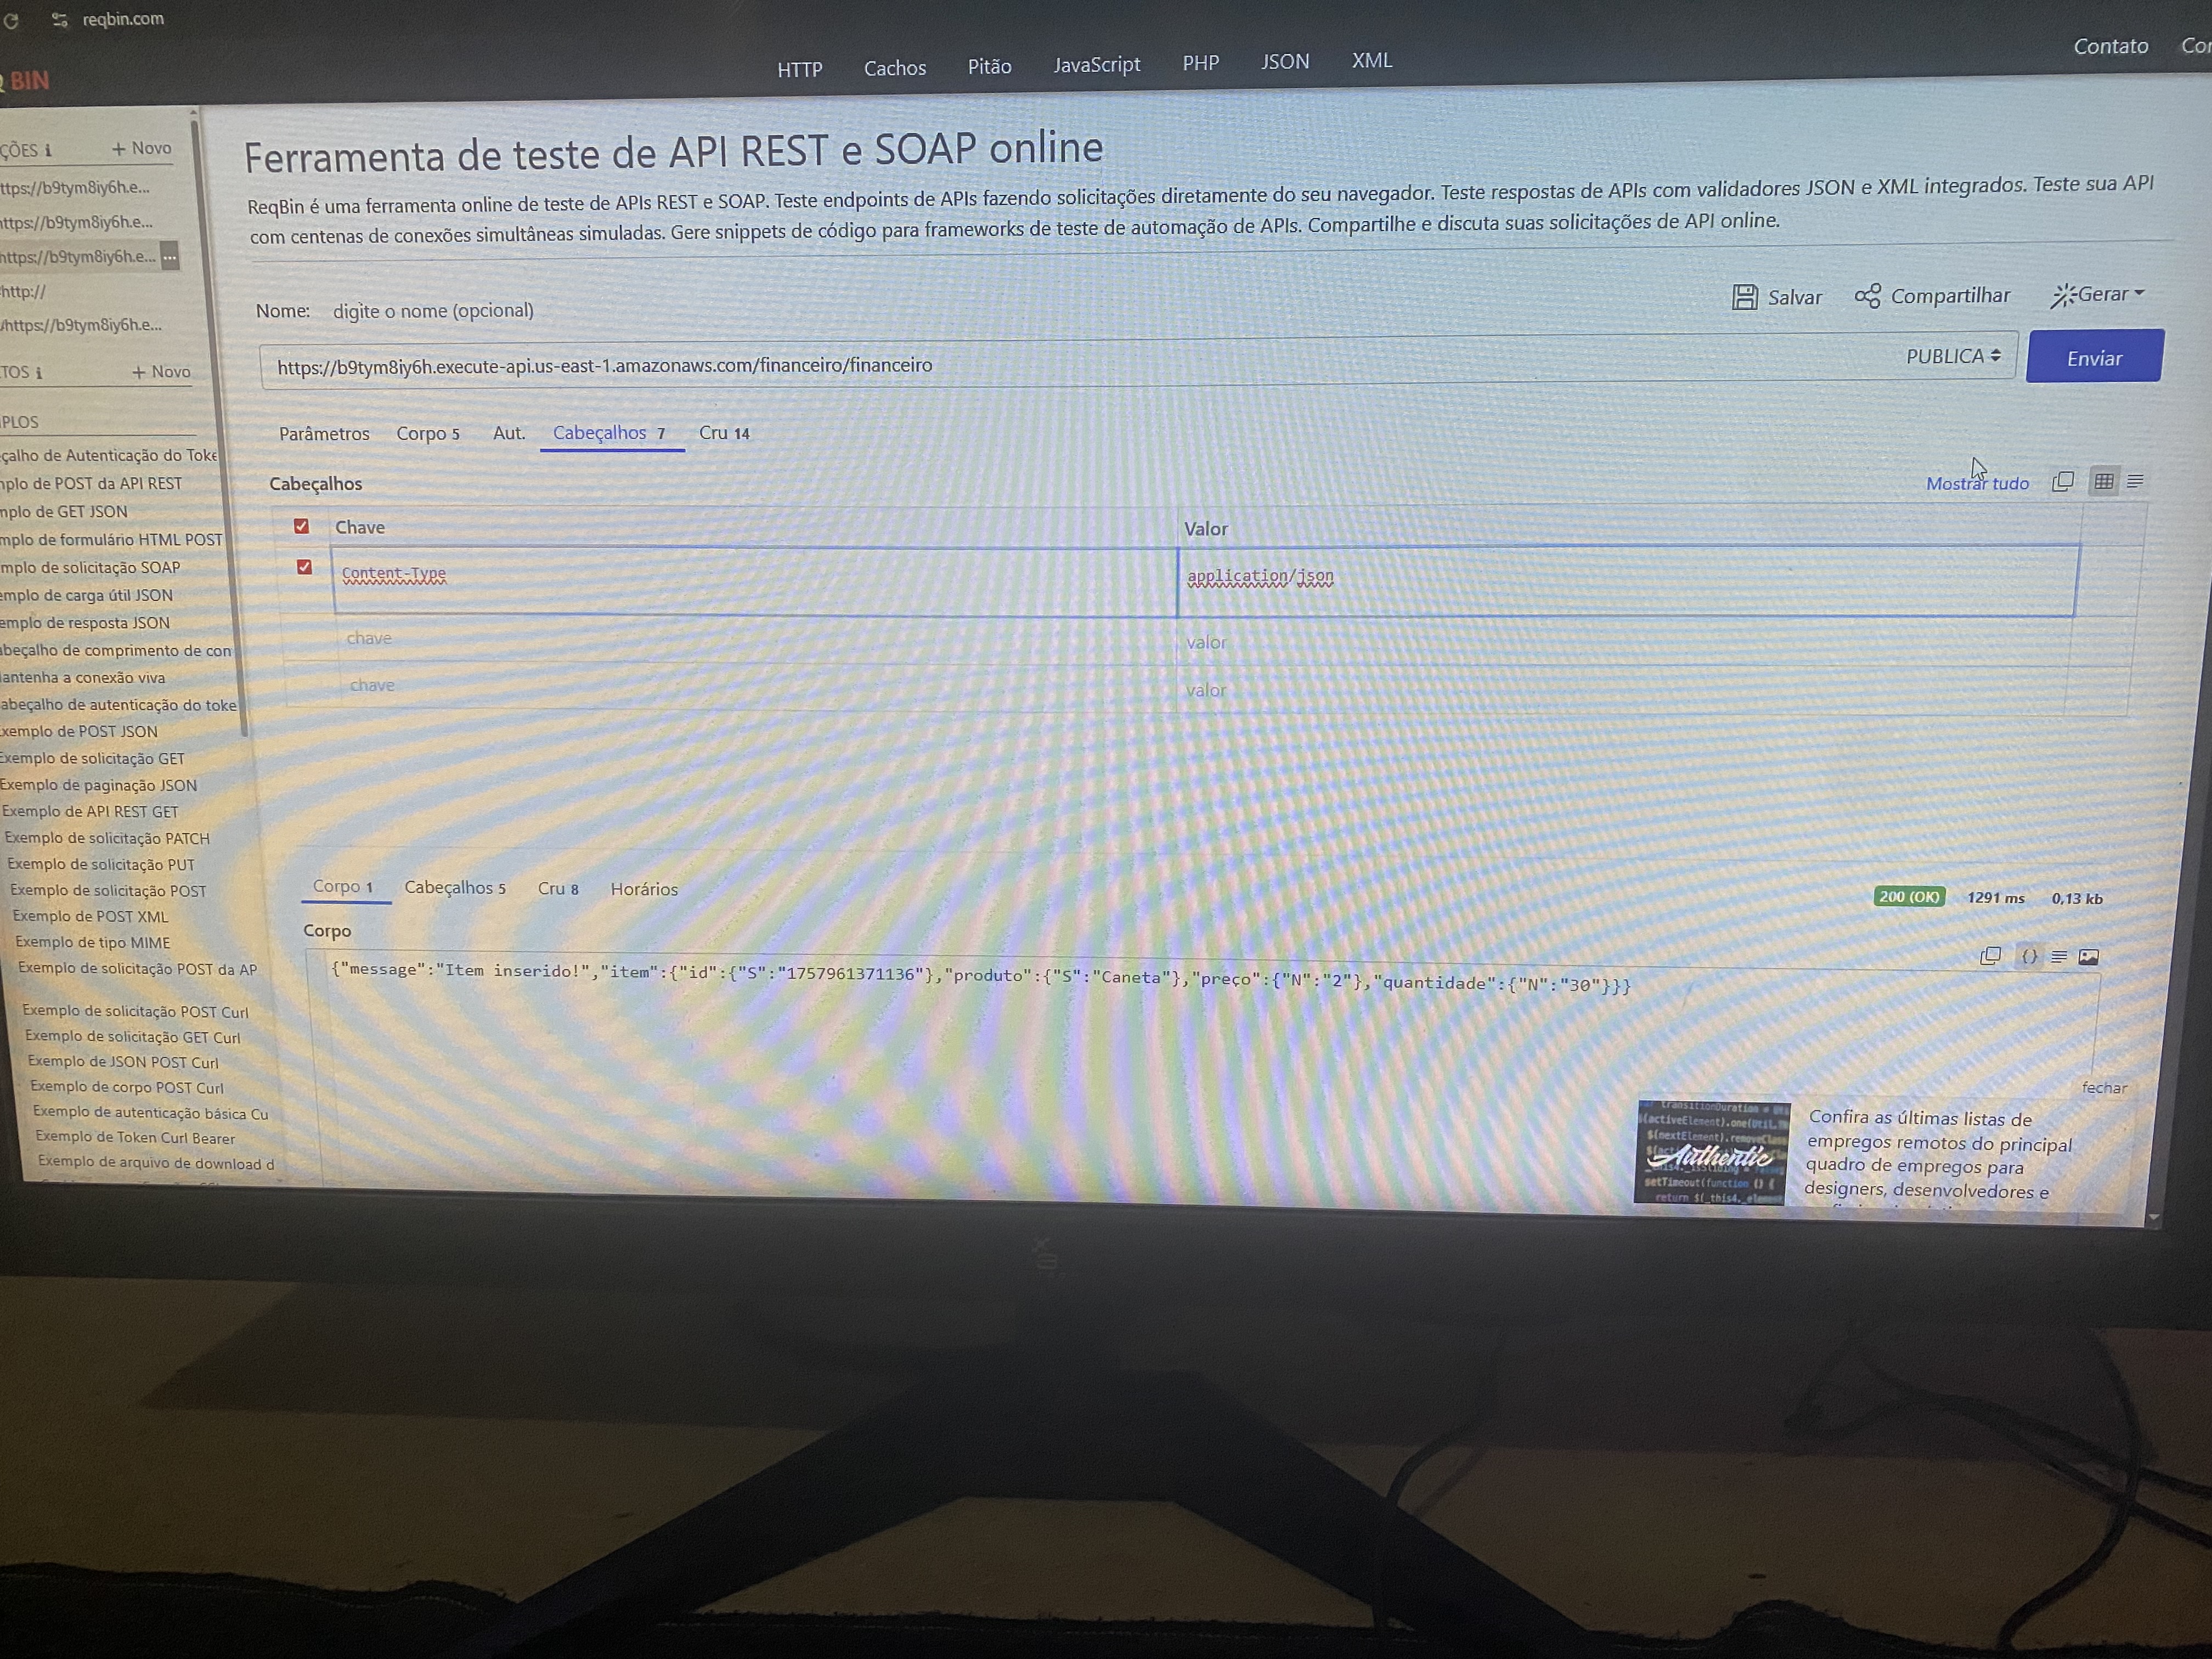 reqbin.com
BIN
HTTP Cachos Pitão JavaScript PHP JSON XML
Contato
ÇÕES + Novo
ttps://b9tym8iy6h.e...
ttps://b9tym8iy6h.e...
https://b9tym8iy6h.e... ...
http://
/https://b9tym8iy6h.e...
TOS + Novo
PLOS
çalho de Autenticação do Toke
mplo de POST da API REST
mplo de GET JSON
mplo de formulário HTML POST
mplo de solicitação SOAP
emplo de carga útil JSON
emplo de resposta JSON
abeçalho de comprimento de con
antenha a conexão viva
abeçalho de autenticação do toke
xemplo de POST JSON
Exemplo de solicitação GET
Exemplo de paginação JSON
Exemplo de API REST GET
Exemplo de solicitação PATCH
Exemplo de solicitação PUT
Exemplo de solicitação POST
Exemplo de POST XML
Exemplo de tipo MIME
Exemplo de solicitação POST da AP
Exemplo de solicitação POST Curl
Exemplo de solicitação GET Curl
Exemplo de JSON POST Curl
Exemplo de corpo POST Curl
Exemplo de autenticação básica Cu
Exemplo de Token Curl Bearer
Exemplo de arquivo de download d
Ferramenta de teste de API REST e SOAP online
ReqBin é uma ferramenta online de teste de APIs REST e SOAP. Teste endpoints de APIs fazendo solicitações diretamente do seu navegador. Teste respostas de APIs com validadores JSON e XML integrados. Teste sua API
com centenas de conexões simultâneas simuladas. Gere snippets de código para frameworks de teste de automação de APIs. Compartilhe e discuta suas solicitações de API online.
Nome: digite o nome (opcional)
Salvar Compartilhar Gerar
https://b9tym8iy6h.execute-api.us-east-1.amazonaws.com/financeiro/financeiro PUBLICA Enviar
Parâmetros Corpo 5 Aut. Cabeçalhos 7 Cru 14
Cabeçalhos Mostrar tudo
Chave Valor
Content-Type application/json
chave valor
chave valor
Corpo 1 Cabeçalhos 5 Cru 8 Horários 200 (OK) 1291 ms 0,13 kb
Corpo
{}
{"message":"Item inserido!","item":{"id":{"S":"1757961371136"},"produto":{"S":"Caneta"},"preço":{"N":"2"},"quantidade":{"N":"30"}}}
fechar
Authentic
Confira as últimas listas de
empregos remotos do principal
quadro de empregos para
designers, desenvolvedores e